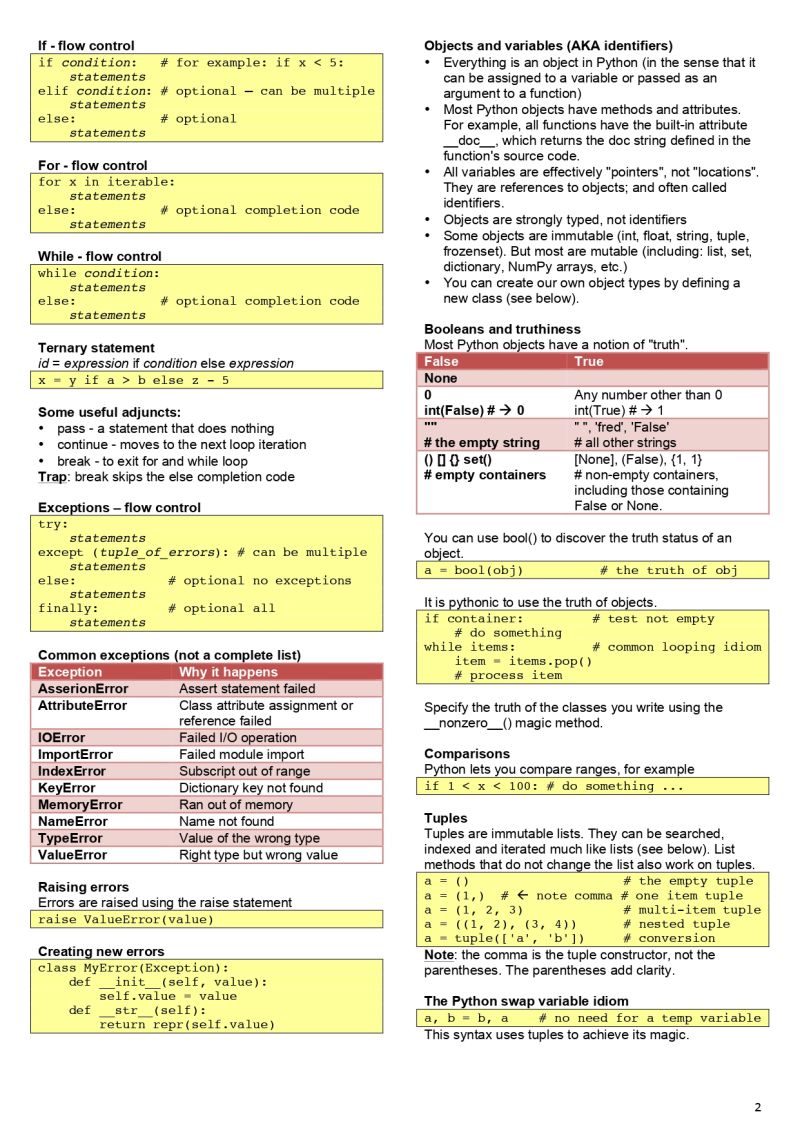 If - flow control
if condition:   # for example: if x < 5:
    statements
elif condition: # optional – can be multiple
    statements
else:           # optional
    statements
For - flow control
for x in iterable:
    statements
else:           # optional completion code
    statements
While - flow control
while condition:
    statements
else:           # optional completion code
    statements
Ternary statement
id = expression if condition else expression
x = y if a > b else z - 5
Some useful adjuncts:
• pass - a statement that does nothing
• continue - moves to the next loop iteration
• break - to exit for and while loop
Trap: break skips the else completion code
Exceptions – flow control
try:
    statements
except (tuple_of_errors): # can be multiple
    statements
else:            # optional no exceptions
    statements
finally:         # optional all
    statements
Common exceptions (not a complete list)
Exception Why it happens
AsserionError Assert statement failed
AttributeError Class attribute assignment or
reference failed
IOError Failed I/O operation
ImportError Failed module import
IndexError Subscript out of range
KeyError Dictionary key not found
MemoryError Ran out of memory
NameError Name not found
TypeError Value of the wrong type
ValueError Right type but wrong value
Raising errors
Errors are raised using the raise statement
raise ValueError(value)
Creating new errors
class MyError(Exception):
    def __init__(self, value):
        self.value = value
    def __str__(self):
        return repr(self.value)
Objects and variables (AKA identifiers)
• Everything is an object in Python (in the sense that it
can be assigned to a variable or passed as an
argument to a function)
• Most Python objects have methods and attributes.
For example, all functions have the built-in attribute
__doc__, which returns the doc string defined in the
function's source code.
• All variables are effectively "pointers", not "locations".
They are references to objects; and often called
identifiers.
• Objects are strongly typed, not identifiers
• Some objects are immutable (int, float, string, tuple,
frozenset). But most are mutable (including: list, set,
dictionary, NumPy arrays, etc.)
• You can create our own object types by defining a
new class (see below).
Booleans and truthiness
Most Python objects have a notion of "truth".
False True
None
0 Any number other than 0
int(False) # → 0 int(True) # → 1
"" " ", 'fred', 'False'
# the empty string # all other strings
() [] {} set() [None], (False), {1, 1}
# empty containers # non-empty containers,
including those containing
False or None.
You can use bool() to discover the truth status of an
object.
a = bool(obj)          # the truth of obj
It is pythonic to use the truth of objects.
if container:         # test not empty
    # do something
while items:          # common looping idiom
    item = items.pop()
    # process item
Specify the truth of the classes you write using the
__nonzero__() magic method.
Comparisons
Python lets you compare ranges, for example
if 1 < x < 100: # do something ...
Tuples
Tuples are immutable lists. They can be searched,
indexed and iterated much like lists (see below). List
methods that do not change the list also work on tuples.
a = ()                    # the empty tuple
a = (1,)  # ← note comma # one item tuple
a = (1, 2, 3)             # multi-item tuple
a = ((1, 2), (3, 4))      # nested tuple
a = tuple(['a', 'b'])     # conversion
Note: the comma is the tuple constructor, not the
parentheses. The parentheses add clarity.
The Python swap variable idiom
a, b = b, a    # no need for a temp variable
This syntax uses tuples to achieve its magic.
2